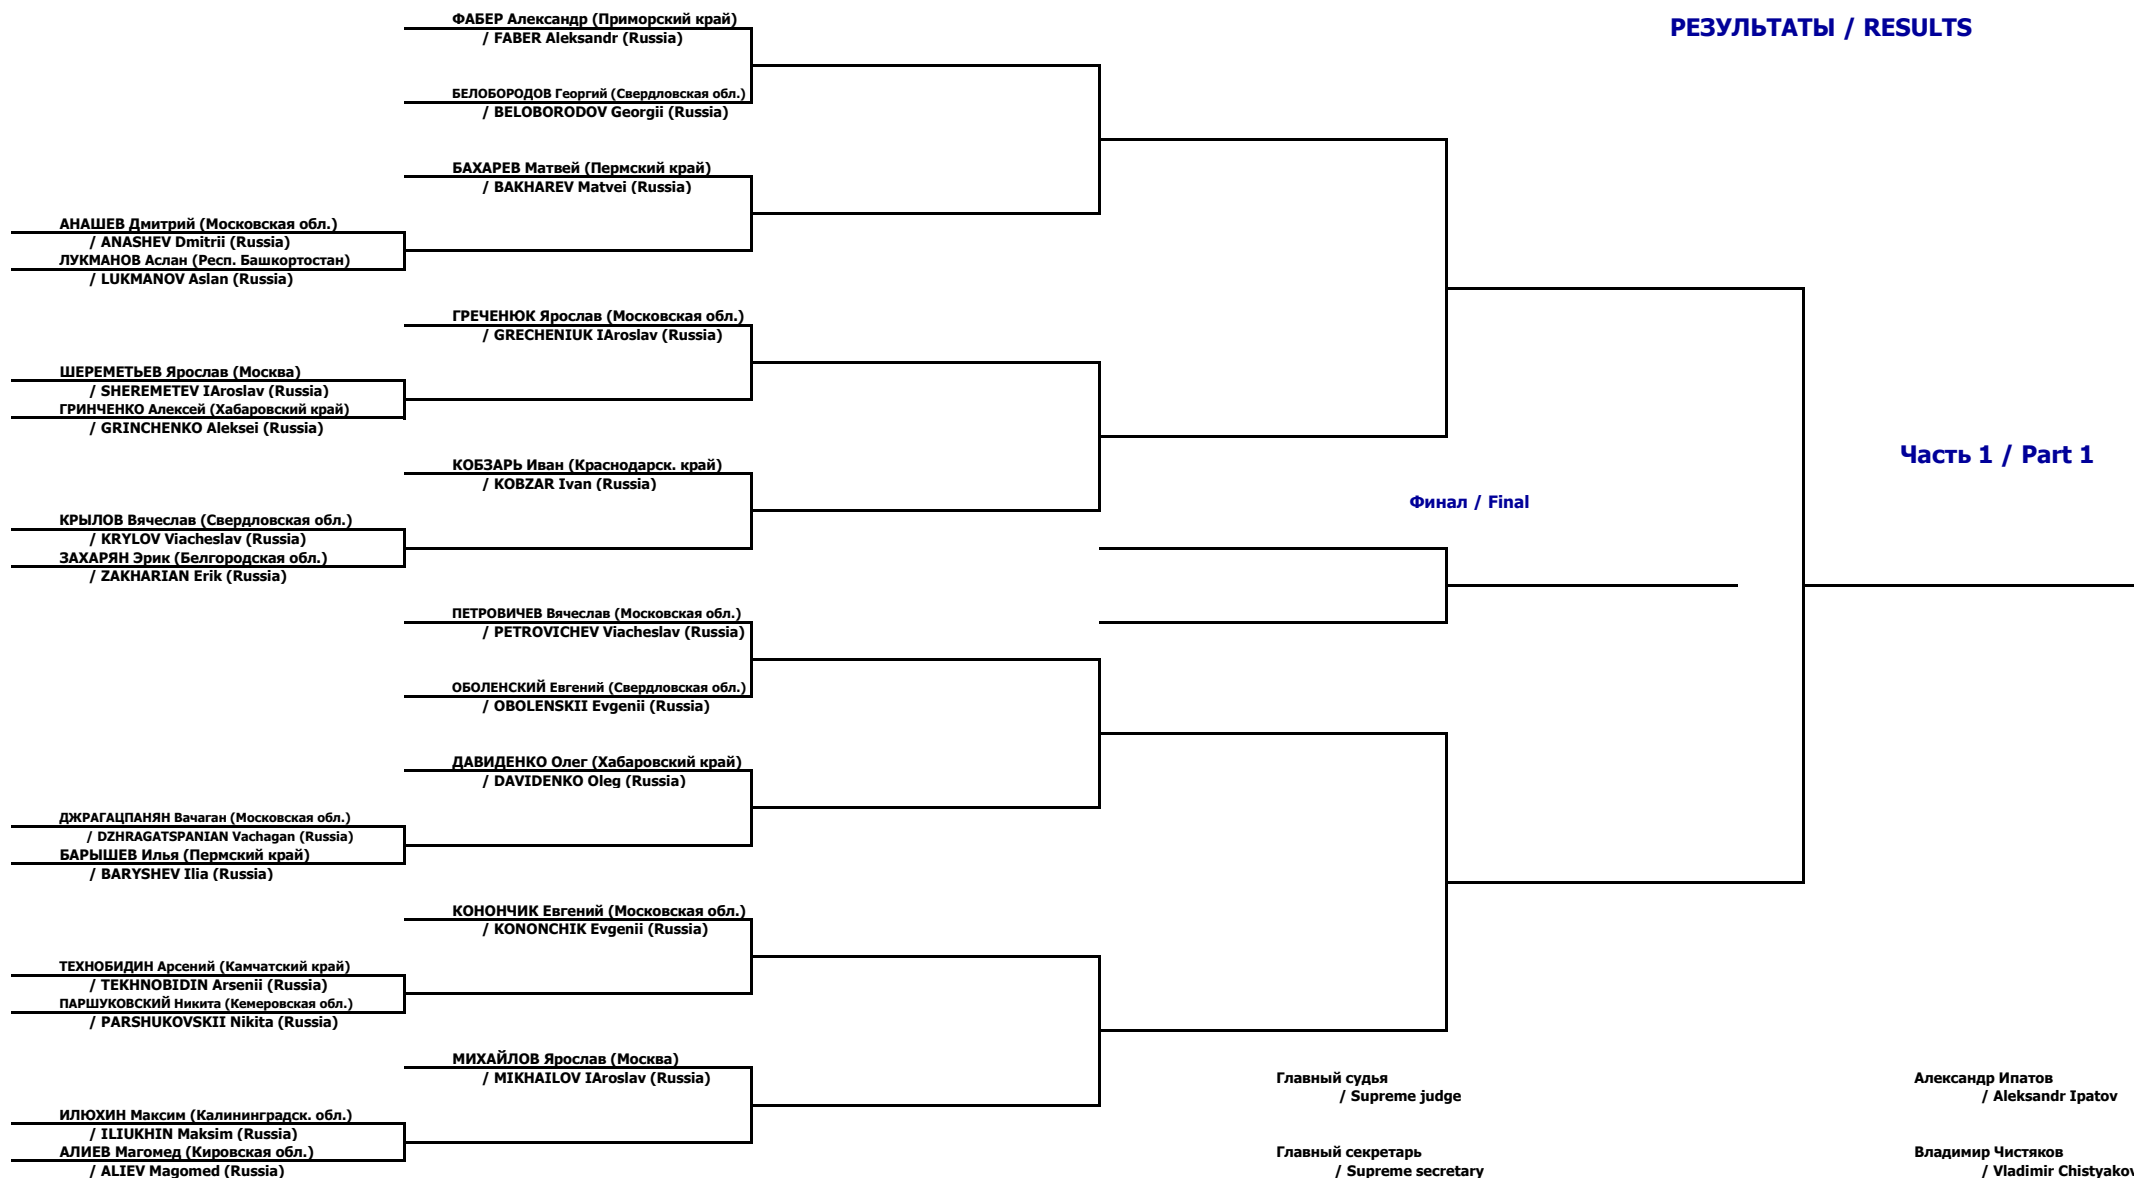 РЕЗУЛЬТАТЫ / RESULTS
ФАБЕР Александр (Приморский край)
/ FABER Aleksandr (Russia)
БЕЛОБОРОДОВ Георгий (Свердловская обл.)
/ BELOBORODOV Georgii (Russia)
БАХАРЕВ Матвей (Пермский край)
/ BAKHAREV Matvei (Russia)
АНАШЕВ Дмитрий (Московская обл.)
/ ANASHEV Dmitrii (Russia)
ЛУКМАНОВ Аслан (Респ. Башкортостан)
/ LUKMANOV Aslan (Russia)
ГРЕЧЕНЮК Ярослав (Московская обл.)
/ GRECHENIUK IAroslav (Russia)
ШЕРЕМЕТЬЕВ Ярослав (Москва)
/ SHEREMETEV IAroslav (Russia)
ГРИНЧЕНКО Алексей (Хабаровский край)
/ GRINCHENKO Aleksei (Russia)
КОБЗАРЬ Иван (Краснодарск. край)
/ KOBZAR Ivan (Russia)
Часть 1 / Part 1
Финал / Final
КРЫЛОВ Вячеслав (Свердловская обл.)
/ KRYLOV Viacheslav (Russia)
ЗАХАРЯН Эрик (Белгородская обл.)
/ ZAKHARIAN Erik (Russia)
ПЕТРОВИЧЕВ Вячеслав (Московская обл.)
/ PETROVICHEV Viacheslav (Russia)
ОБОЛЕНСКИЙ Евгений (Свердловская обл.)
/ OBOLENSKII Evgenii (Russia)
ДАВИДЕНКО Олег (Хабаровский край)
/ DAVIDENKO Oleg (Russia)
ДЖРАГАЦПАНЯН Вачаган (Московская обл.)
/ DZHRAGATSPANIAN Vachagan (Russia)
БАРЫШЕВ Илья (Пермский край)
/ BARYSHEV Ilia (Russia)
КОНОНЧИК Евгений (Московская обл.)
/ KONONCHIK Evgenii (Russia)
ТЕХНОБИДИН Арсений (Камчатский край)
/ TEKHNOBIDIN Arsenii (Russia)
ПАРШУКОВСКИЙ Никита (Кемеровская обл.)
/ PARSHUKOVSKII Nikita (Russia)
МИХАЙЛОВ Ярослав (Москва)
/ MIKHAILOV IAroslav (Russia)
ИЛЮХИН Максим (Калининградск. обл.)
/ ILIUKHIN Maksim (Russia)
АЛИЕВ Магомед (Кировская обл.)
/ ALIEV Magomed (Russia)
Главный судья
/ Supreme judge
Александр Ипатов
/ Aleksandr Ipatov
Главный секретарь
/ Supreme secretary
Владимир Чистяков
/ Vladimir Chistyakov